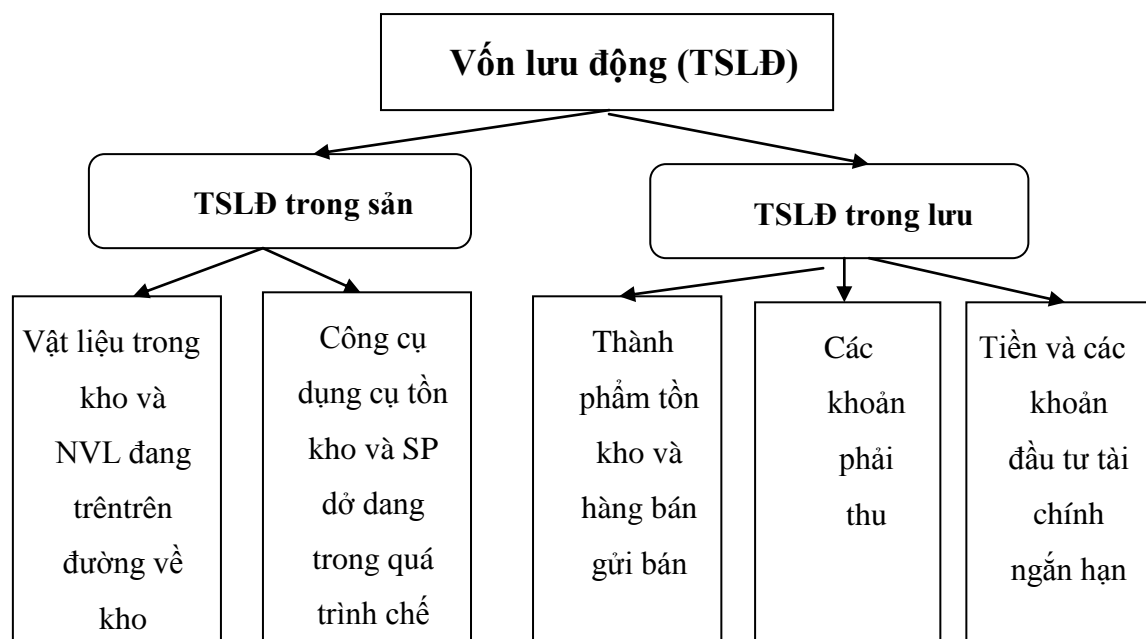 Vốn lưu động (TSLĐ)
TSLĐ trong sản
TSLĐ trong lưu
Vật liệu trong
kho và
NVL đang
trêntrên
đường về
kho
Công cụ
dụng cụ tồn
kho và SP
dở dang
trong quá
trình chế
Thành
phẩm tồn
kho và
hàng bán
gửi bán
Các
khoản
phải
thu
Tiền và các
khoản
đầu tư tài
chính
ngắn hạn